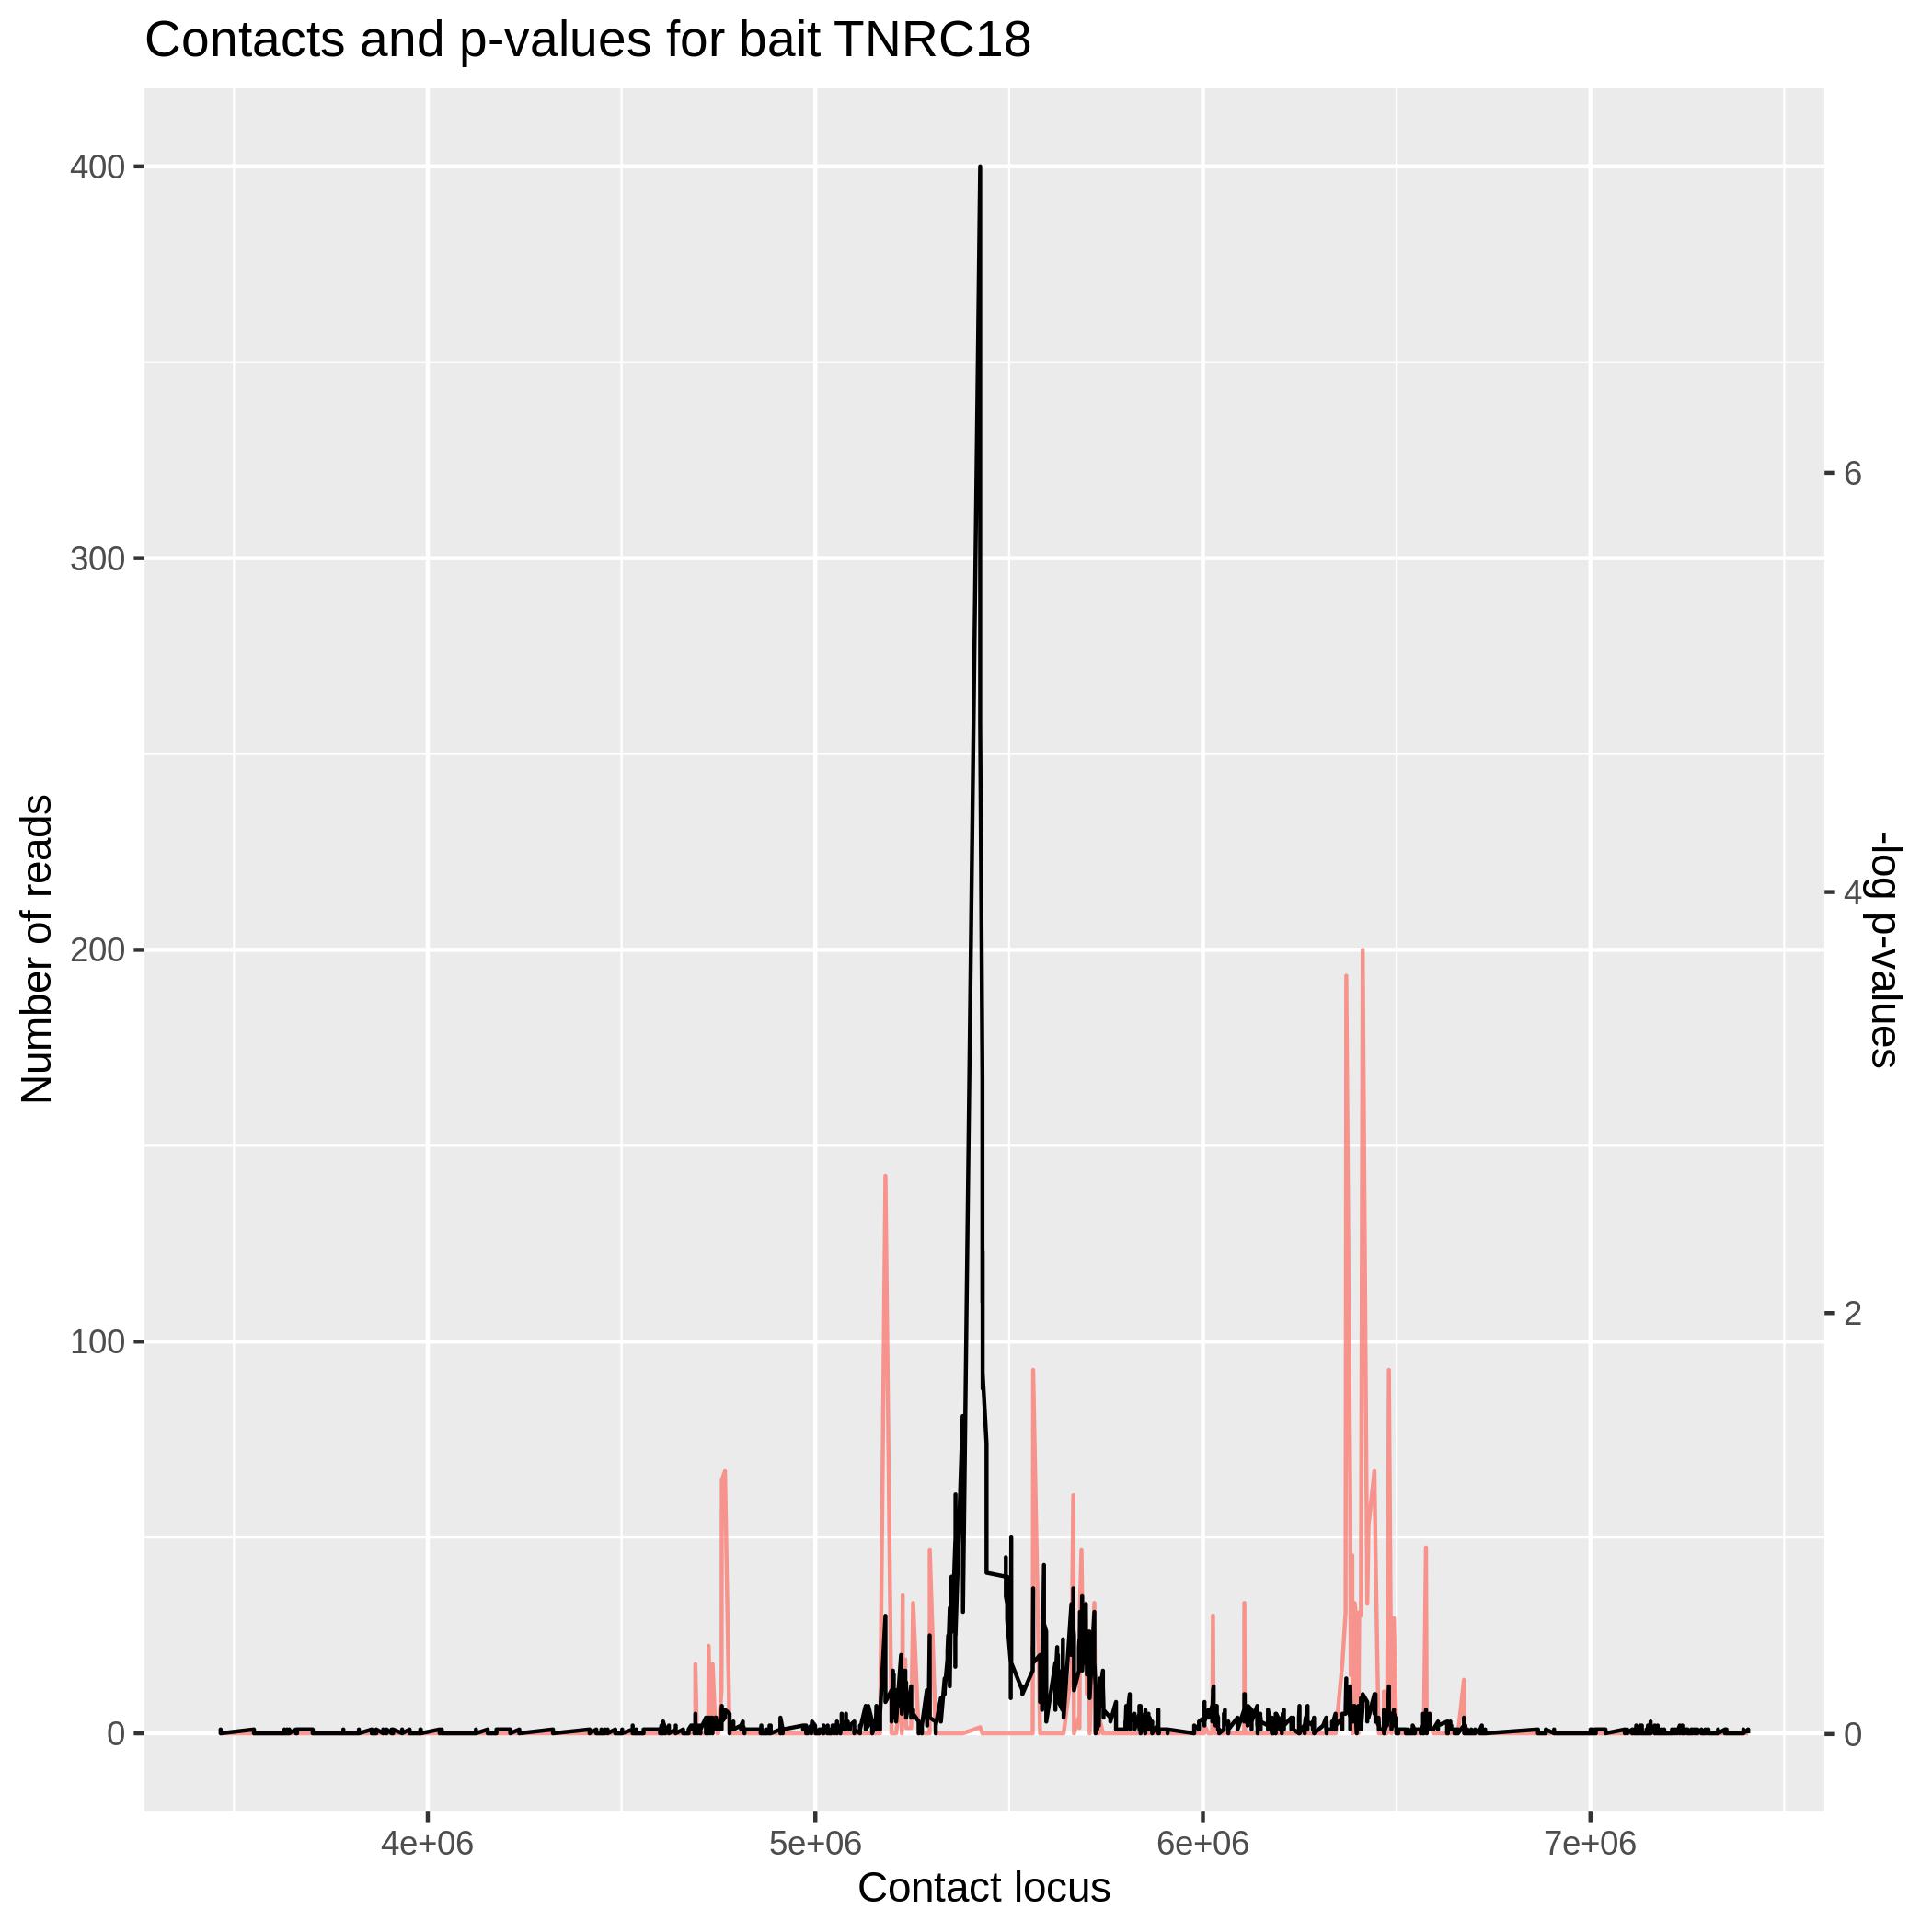 Contacts and p-values for bait TNRC18
Number of reads
400
300
200
100
0
6
4
2
0
-log p-values
4e+06 5e+06 6e+06 7e+06
Contact locus